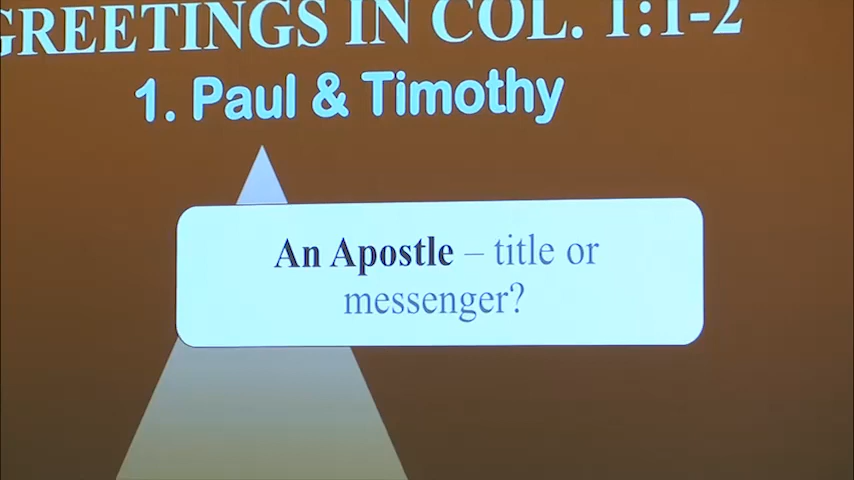 GREETINGS IN COL. 1:1-2
1. Paul & Timothy
An Apostle – title or
messenger?